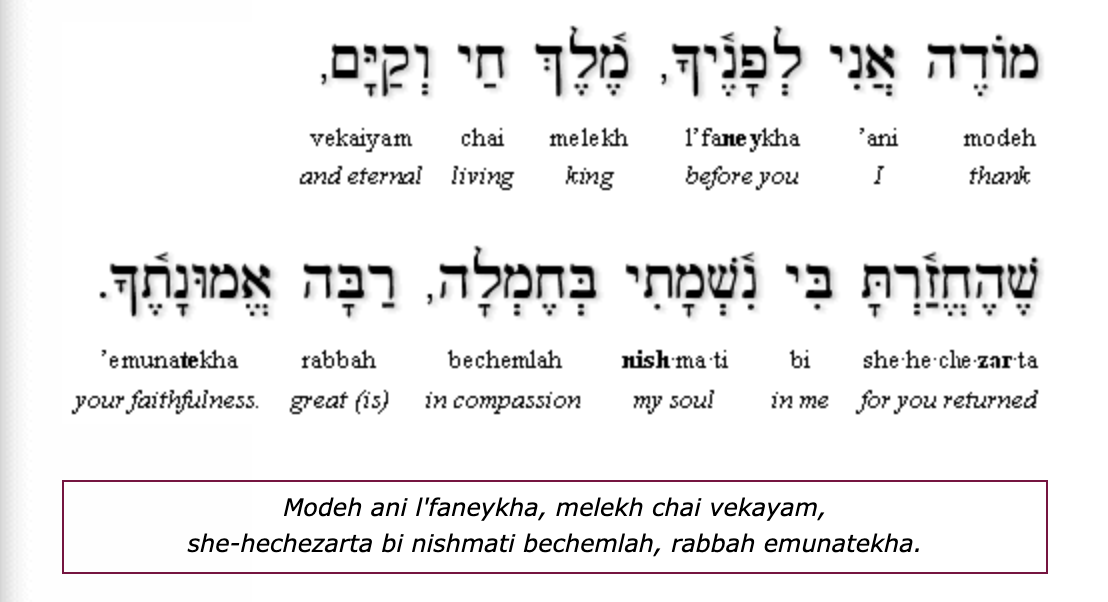 מוֹדֶה אֲנִי לְפָנֶ֫יךָ, מֶ֫לֶךְ חַי וְקַיָּם,
modeh ’ani l’faneykha melekh chai vekaiyam
thank I before you king living and eternal
שֶׁהֶחֱזַ֫רְתָּ בִּי נִ֫שְׁמָתִי בְּחֶמְלָה, רַבָּה אֱמוּנָתֶ֫ךָ.
she·he·che·zar·ta bi nish·ma·ti bechemlah rabbah ’emunatekha
for you returned in me my soul in compassion great (is) your faithfulness.
Modeh ani l'faneykha, melekh chai vekayam,
she-hechezarta bi nishmati bechemlah, rabbah emunatekha.